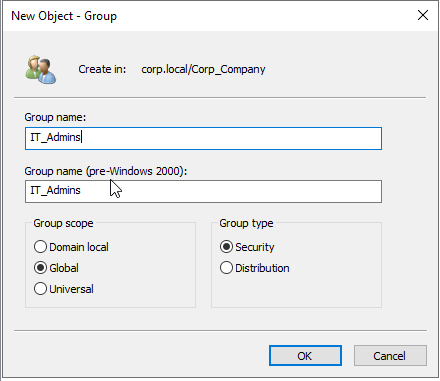 New Object - Group
Create in: corp.local/Corp_Company
Group name:
IT_Admins
Group name (pre-Windows 2000):
IT_Admins
Group scope
Domain local
Global
Universal
Group type
Security
Distribution
OK
Cancel